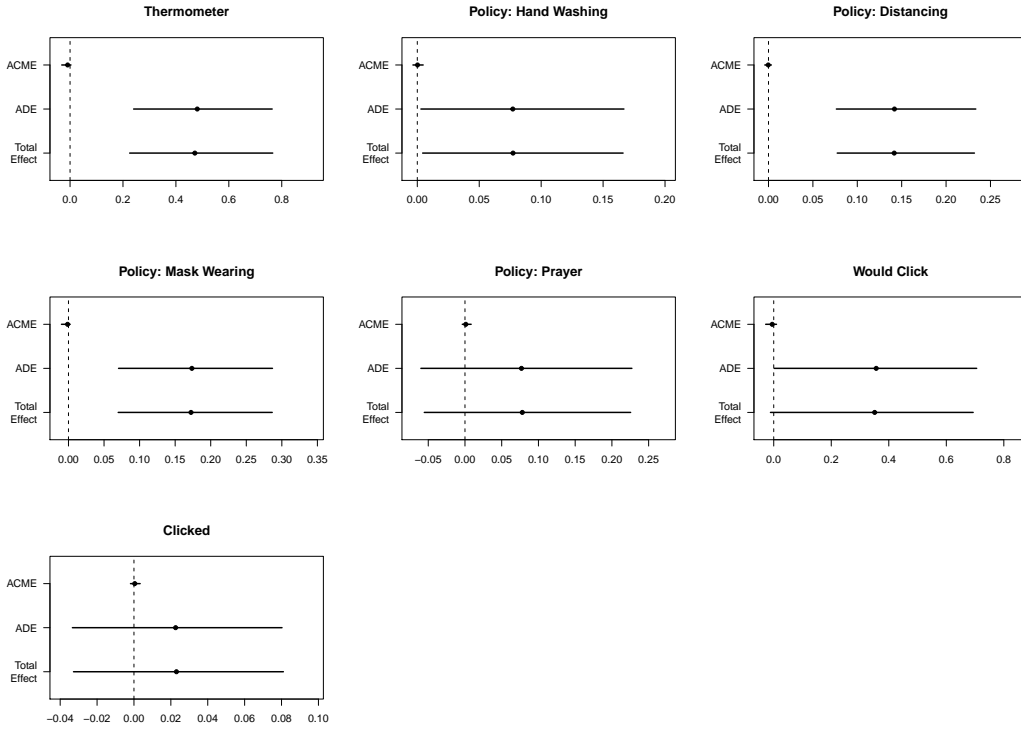 Thermometer
ACME
ADE
Total
Effect
0.0 0.2 0.4 0.6 0.8
Policy: Hand Washing
ACME
ADE
Total
Effect
0.00 0.05 0.10 0.15 0.20
Policy: Distancing
ACME
ADE
Total
Effect
0.00 0.05 0.10 0.15 0.20 0.25
Policy: Mask Wearing
ACME
ADE
Total
Effect
0.00 0.05 0.10 0.15 0.20 0.25 0.30 0.35
Policy: Prayer
ACME
ADE
Total
Effect
−0.05 0.00 0.05 0.10 0.15 0.20 0.25
Would Click
ACME
ADE
Total
Effect
0.0 0.2 0.4 0.6 0.8
Clicked
ACME
ADE
Total
Effect
−0.04 −0.02 0.00 0.02 0.04 0.06 0.08 0.10